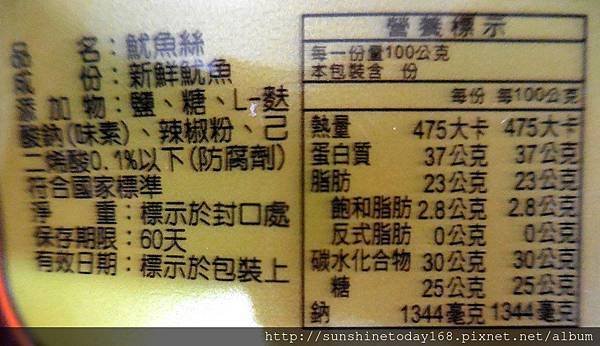 品　　名：魷魚絲
成　　份：新鮮魷魚
添 加 物：鹽、糖、L-麩
酸鈉(味素)、辣椒粉、己
二烯酸0.1%以下(防腐劑)
符合國家標準
淨　　重：標示於封口處
保存期限：60天
有效日期：標示於包裝上
營養標示
每一份量100公克
本包裝含　份
每份 每100公克
熱量 475大卡 475大卡
蛋白質 37公克 37公克
脂肪 23公克 23公克
飽和脂肪 2.8公克 2.8公克
反式脂肪 0公克 0公克
碳水化合物 30公克 30公克
糖 25公克 25公克
鈉 1344毫克 1344毫克
http://sunshinetoday168.pixnet.net/album